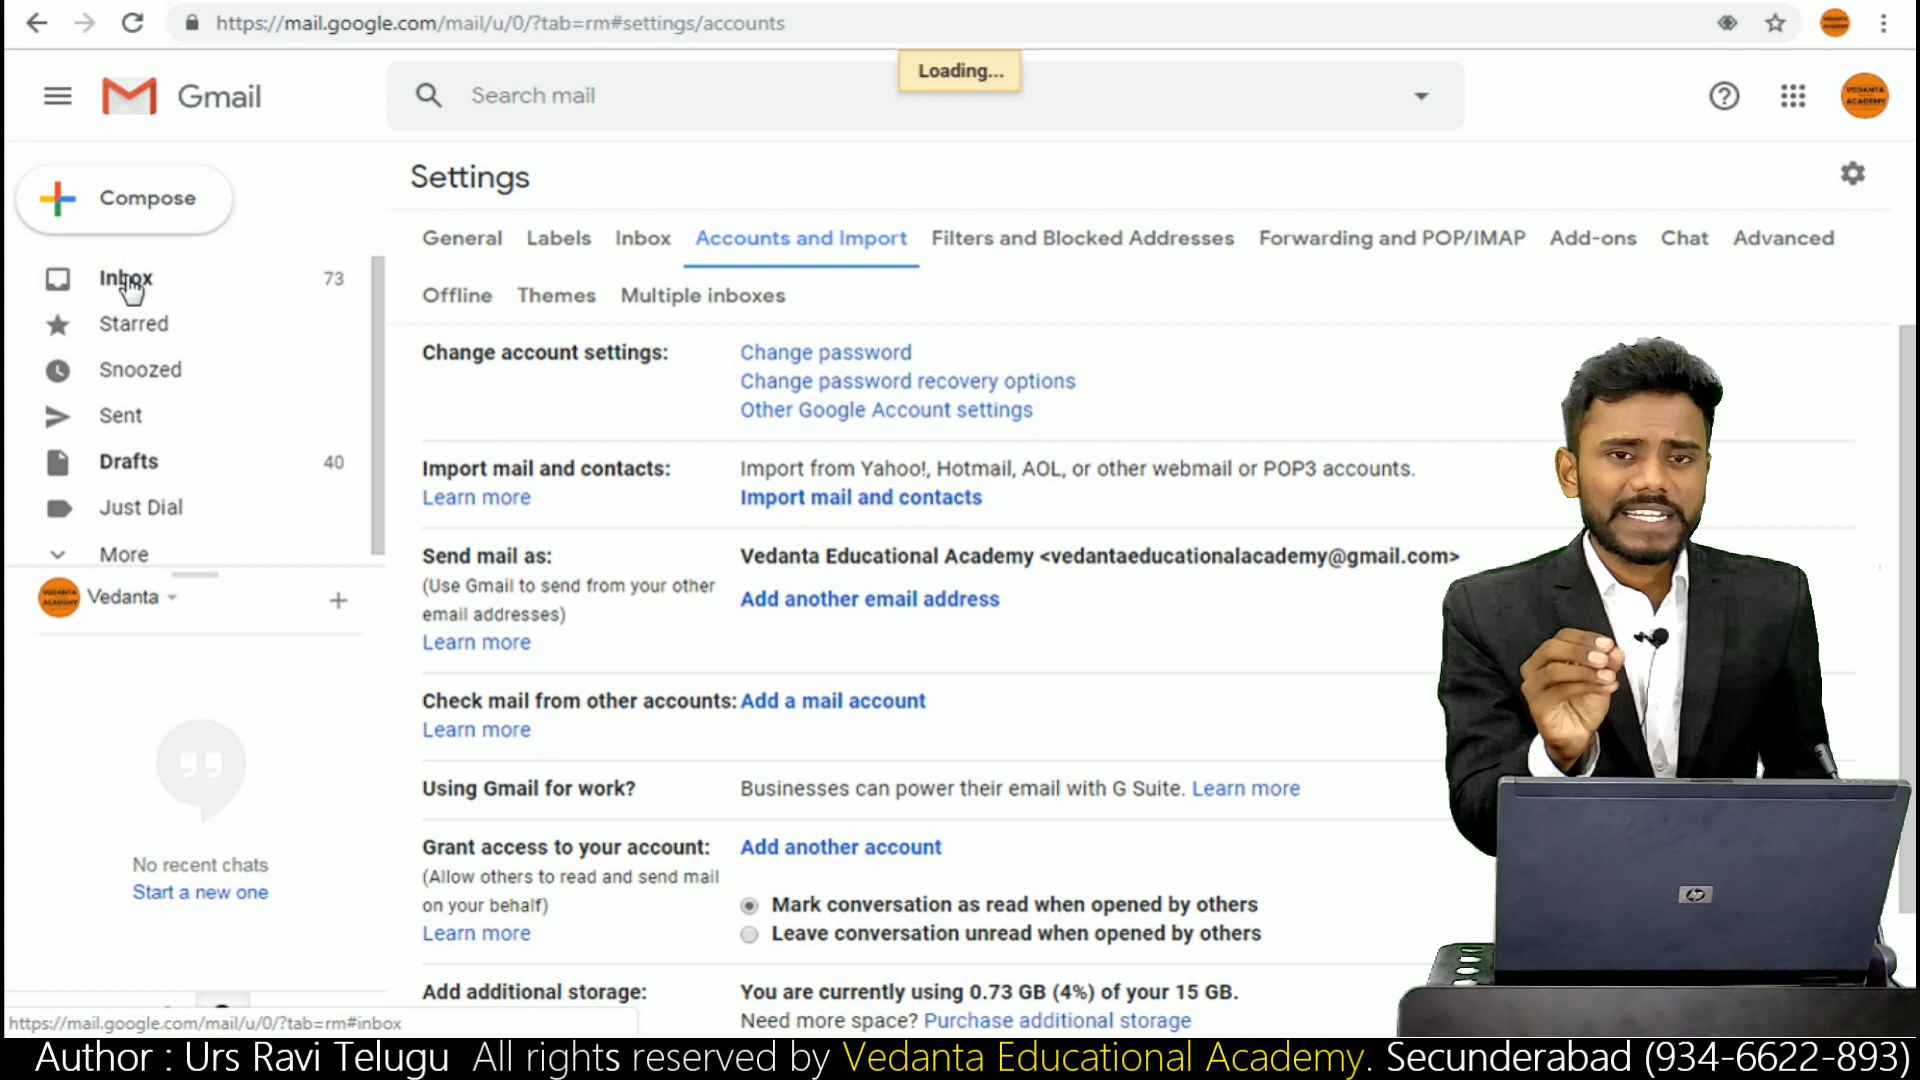 https://mail.google.com/mail/u/0/?tab=rm#settings/accounts
Loading...
Gmail
Search mail
VEDANTA
ACADEMY
Compose
Settings
General Labels Inbox Accounts and Import Filters and Blocked Addresses Forwarding and POP/IMAP Add-ons Chat Advanced
Offline Themes Multiple inboxes
Inbox 73
Starred
Snoozed
Sent
Drafts 40
Just Dial
More
Vedanta
No recent chats
Start a new one
Change account settings: Change password
Change password recovery options
Other Google Account settings
Import mail and contacts: Import from Yahoo!, Hotmail, AOL, or other webmail or POP3 accounts.
Learn more Import mail and contacts
Send mail as: Vedanta Educational Academy <vedantaeducationalacademy@gmail.com>
(Use Gmail to send from your other
email addresses) Add another email address
Learn more
Check mail from other accounts: Add a mail account
Learn more
Using Gmail for work? Businesses can power their email with G Suite. Learn more
Grant access to your account: Add another account
(Allow others to read and send mail
on your behalf) Mark conversation as read when opened by others
Learn more Leave conversation unread when opened by others
Add additional storage: You are currently using 0.73 GB (4%) of your 15 GB.
Need more space? Purchase additional storage
https://mail.google.com/mail/u/0/?tab=rm#inbox
hp
Author : Urs Ravi Telugu All rights reserved by Vedanta Educational Academy. Secunderabad (934-6622-893)